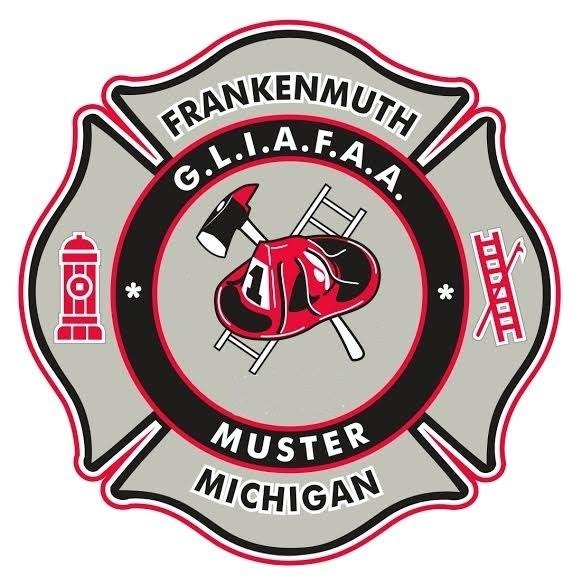 FRANKENMUTH
G.L.I.A.F.A.A.
1
MUSTER
MICHIGAN